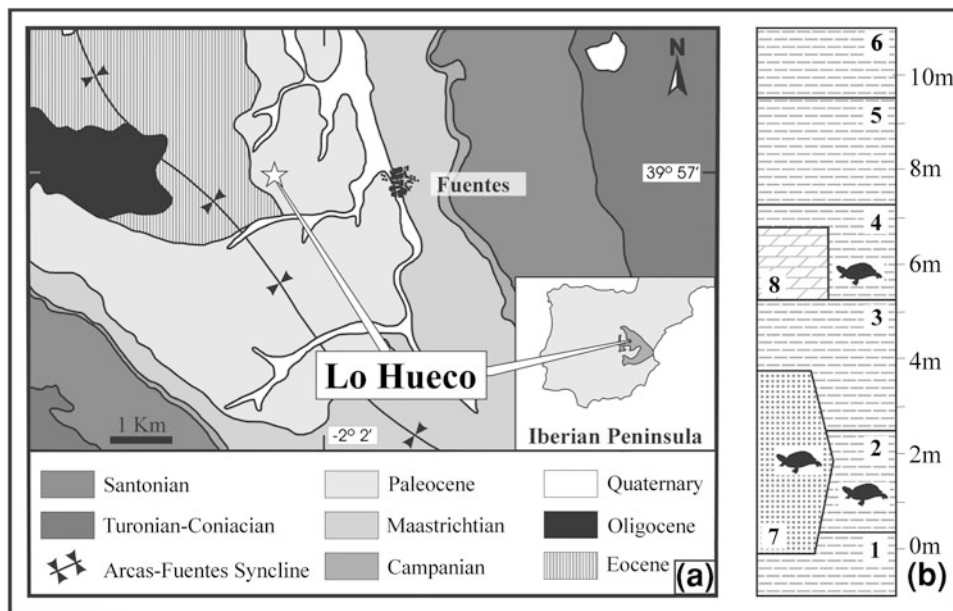 N
39° 57'
Fuentes
Lo Hueco
Iberian Peninsula
1 Km
-2° 2'
Santonian
Turonian-Coniacian
Arcas-Fuentes Syncline
Paleocene
Maastrichtian
Campanian
Quaternary
Oligocene
Eocene
(a)
6
10m
5
8m
4
6m
8
3
4m
2
2m
7
1
0m
(b)